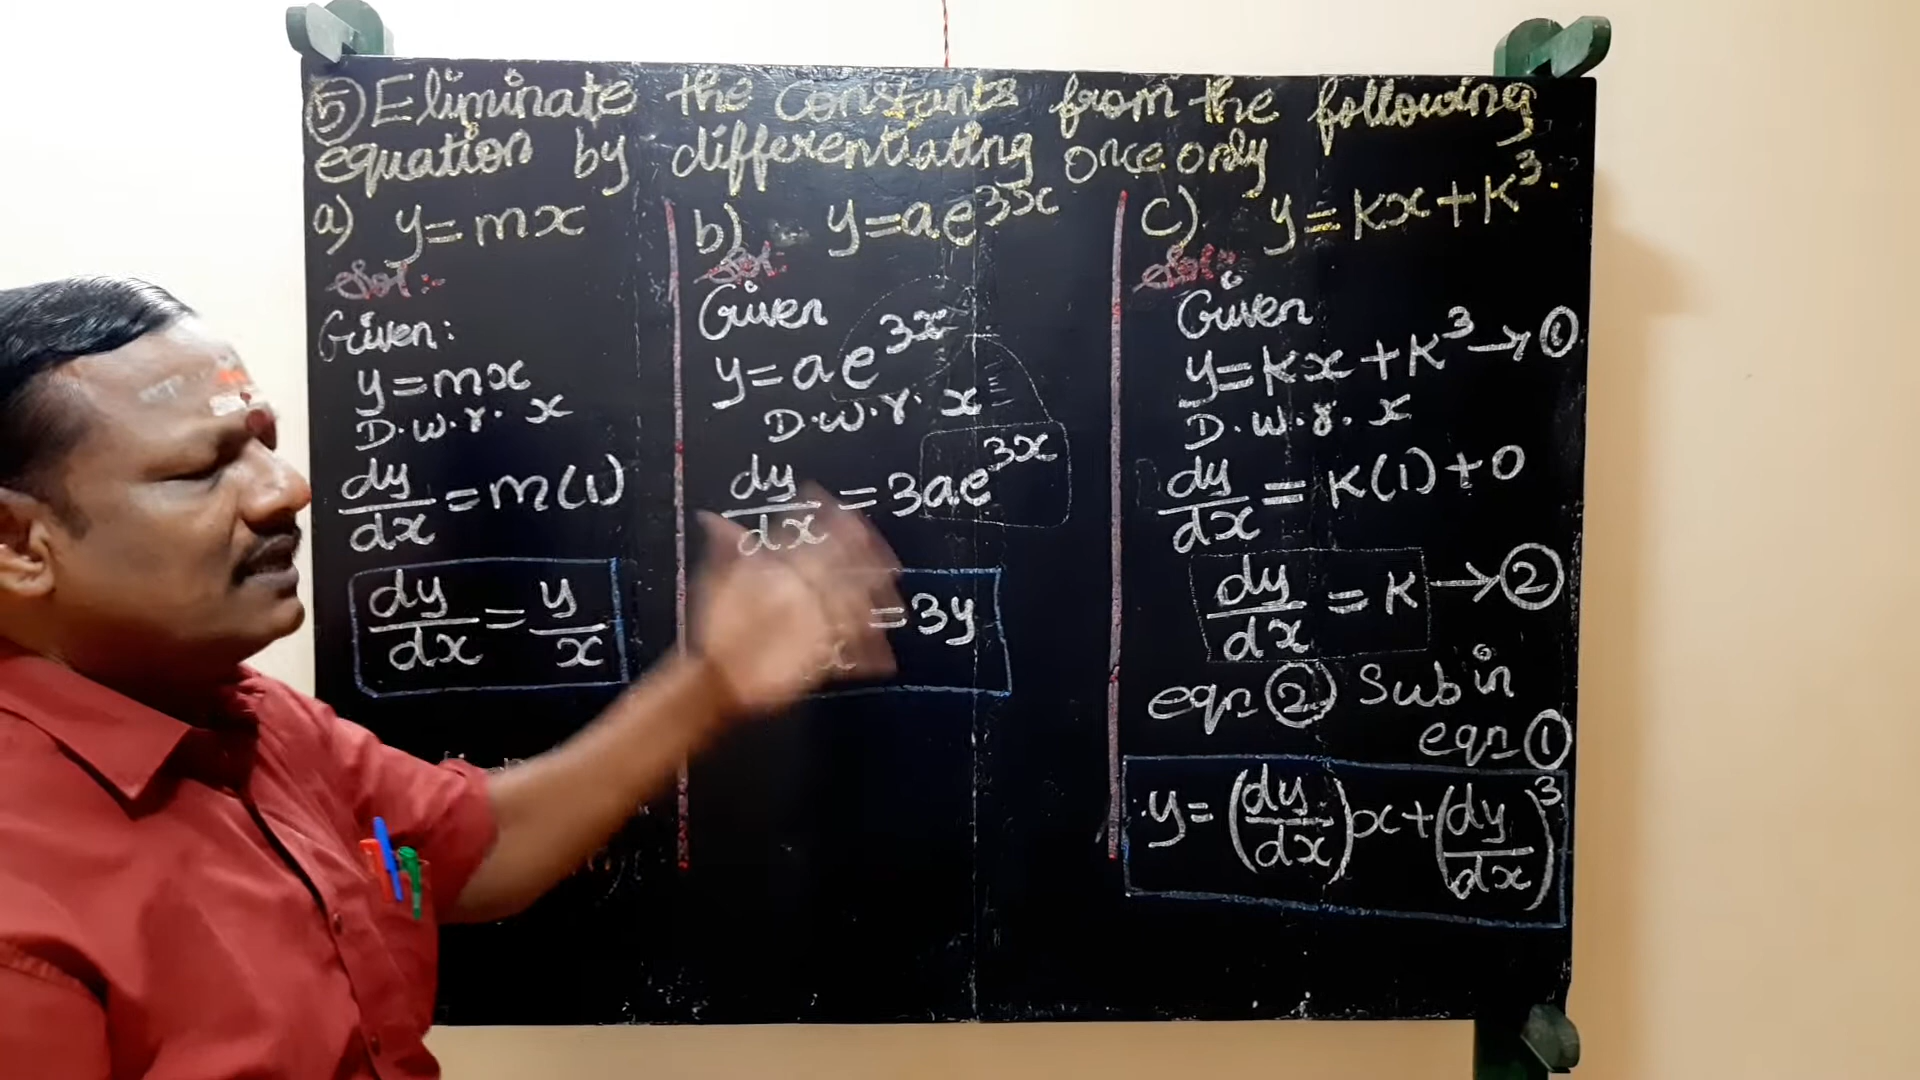 ⑤ Eliminate the constants from the following
equation by differentiating once only
a) y = mx
Sol:-
Given:
y = mx
D.w.r. x
dy/dx = m(1)
dy/dx = y/x
b) y = ae^3x
Sol:
Given
y = ae^3x
D.w.r. x
dy/dx = 3ae^3x
x = 3y
c) y = kx + k^3.
Sol:-
Given
y = kx + k^3 → ①
D.w.r. x
dy/dx = k(1) + 0
dy/dx = k → ②
eqn ② Sub in
eqn ①
y = (dy/dx)x + (dy/dx)^3